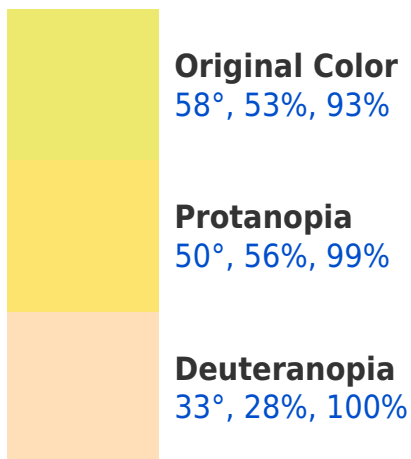 Original Color
58°, 53%, 93%
Protanopia
50°, 56%, 99%
Deuteranopia
33°, 28%, 100%